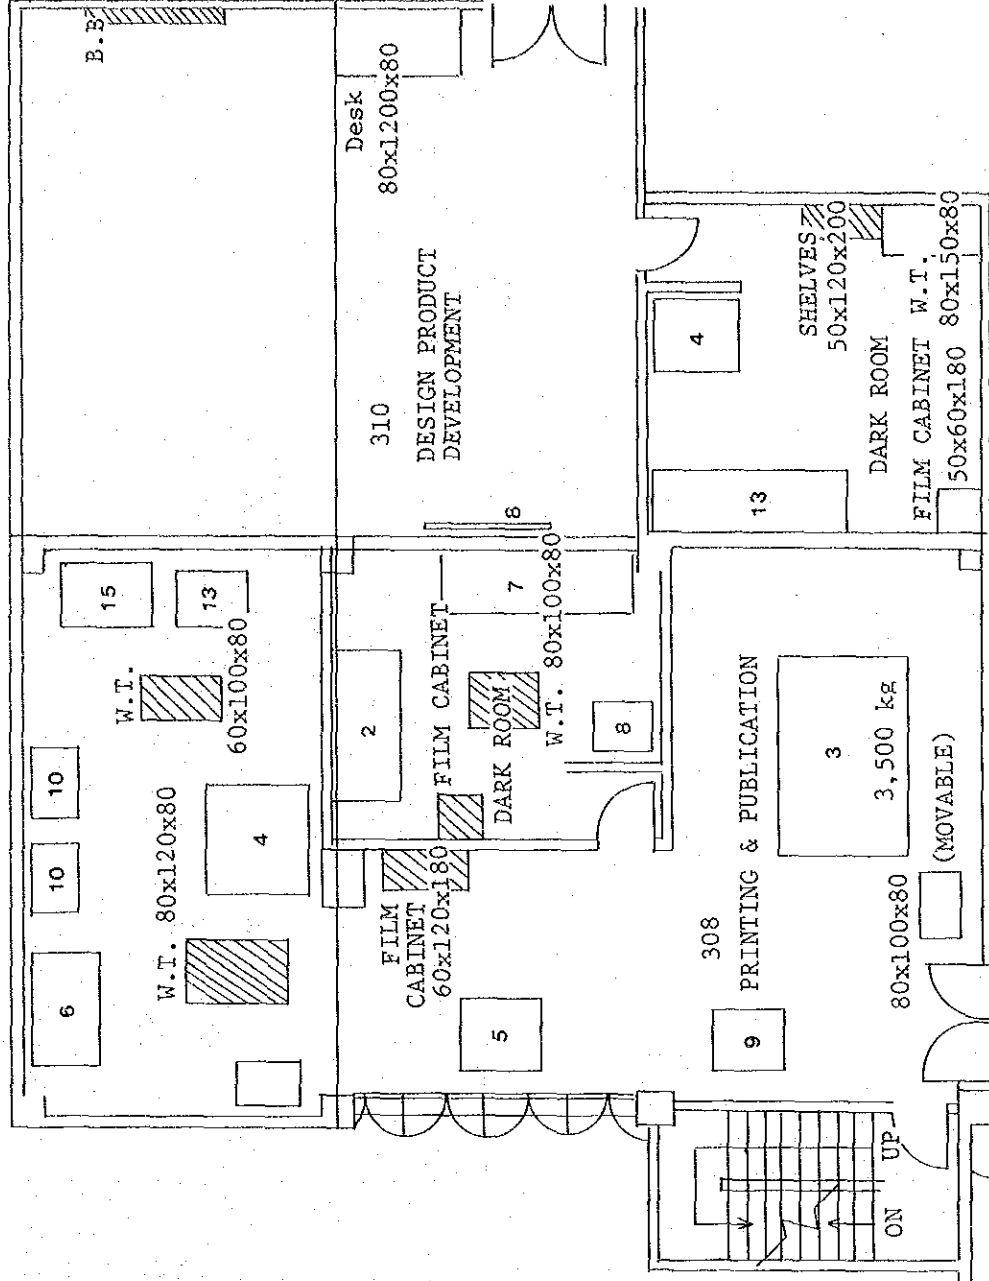 B.B
Desk
80x1200x80
310
DESIGN PRODUCT
DEVELOPMENT
SHELVES
50x120x200
DARK ROOM
FILM CABINET W.T.
50x60x180 80x150x80
4
13
8
15
13
W.T.
60x100x80
10
10
W.T. 80x120x80
4
6
2
FILM CABINET
7
DARK ROOM
W.T. 80x100x80
8
FILM
CABINET
60x120x180
5
308
PRINTING & PUBLICATION
3
3,500 kg
(MOVABLE)
80x100x80
9
UP
ON